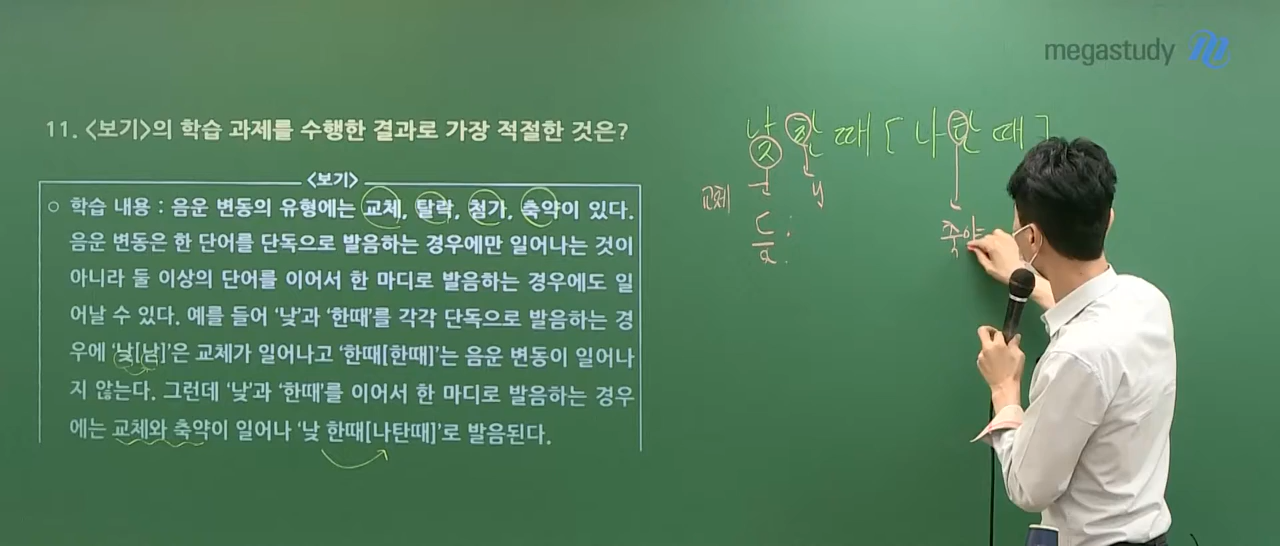 megastudy
11. <보기>의 학습 과제를 수행한 결과로 가장 적절한 것은?
<보기>
○ 학습 내용 : 음운 변동의 유형에는 교체, 탈락, 첨가, 축약이 있다.
음운 변동은 한 단어를 단독으로 발음하는 경우에만 일어나는 것이
아니라 둘 이상의 단어를 이어서 한 마디로 발음하는 경우에도 일
어날 수 있다. 예를 들어 ‘낮’과 ‘한때’를 각각 단독으로 발음하는 경
우에 ‘낮[낟]’은 교체가 일어나고 ‘한때[한때]’는 음운 변동이 일어나
지 않는다. 그런데 ‘낮’과 ‘한때’를 이어서 한 마디로 발음하는 경우
에는 교체와 축약이 일어나 ‘낮 한때[나탄때]’로 발음된다.
낮 한때 [나탄때]
교체
ㄷ
축약